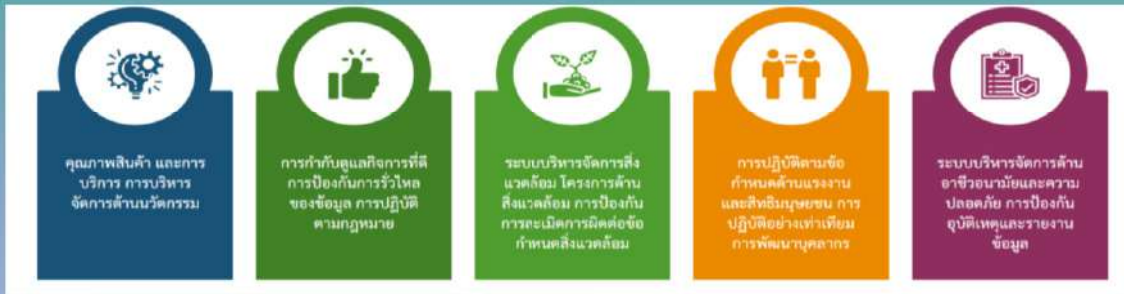 คุณภาพสินค้า และการ
บริการ การบริหาร
จัดการด้านนวัตกรรม
การกำกับดูแลกิจการที่ดี
การป้องกันการรั่วไหล
ของข้อมูล การปฏิบัติ
ตามกฎหมาย
ระบบบริหารจัดการสิ่ง
แวดล้อม โครงการด้าน
สิ่งแวดล้อม การป้องกัน
การละเมิดการผิดต่อข้อ
กำหนดสิ่งแวดล้อม
การปฏิบัติตามข้อ
กำหนดด้านแรงงาน
และสิทธิมนุษยชน การ
ปฏิบัติอย่างเท่าเทียม
การพัฒนาบุคลากร
ระบบบริหารจัดการด้าน
อาชีวอนามัยและความ
ปลอดภัย การป้องกัน
อุบัติเหตุและรายงาน
ข้อมูล